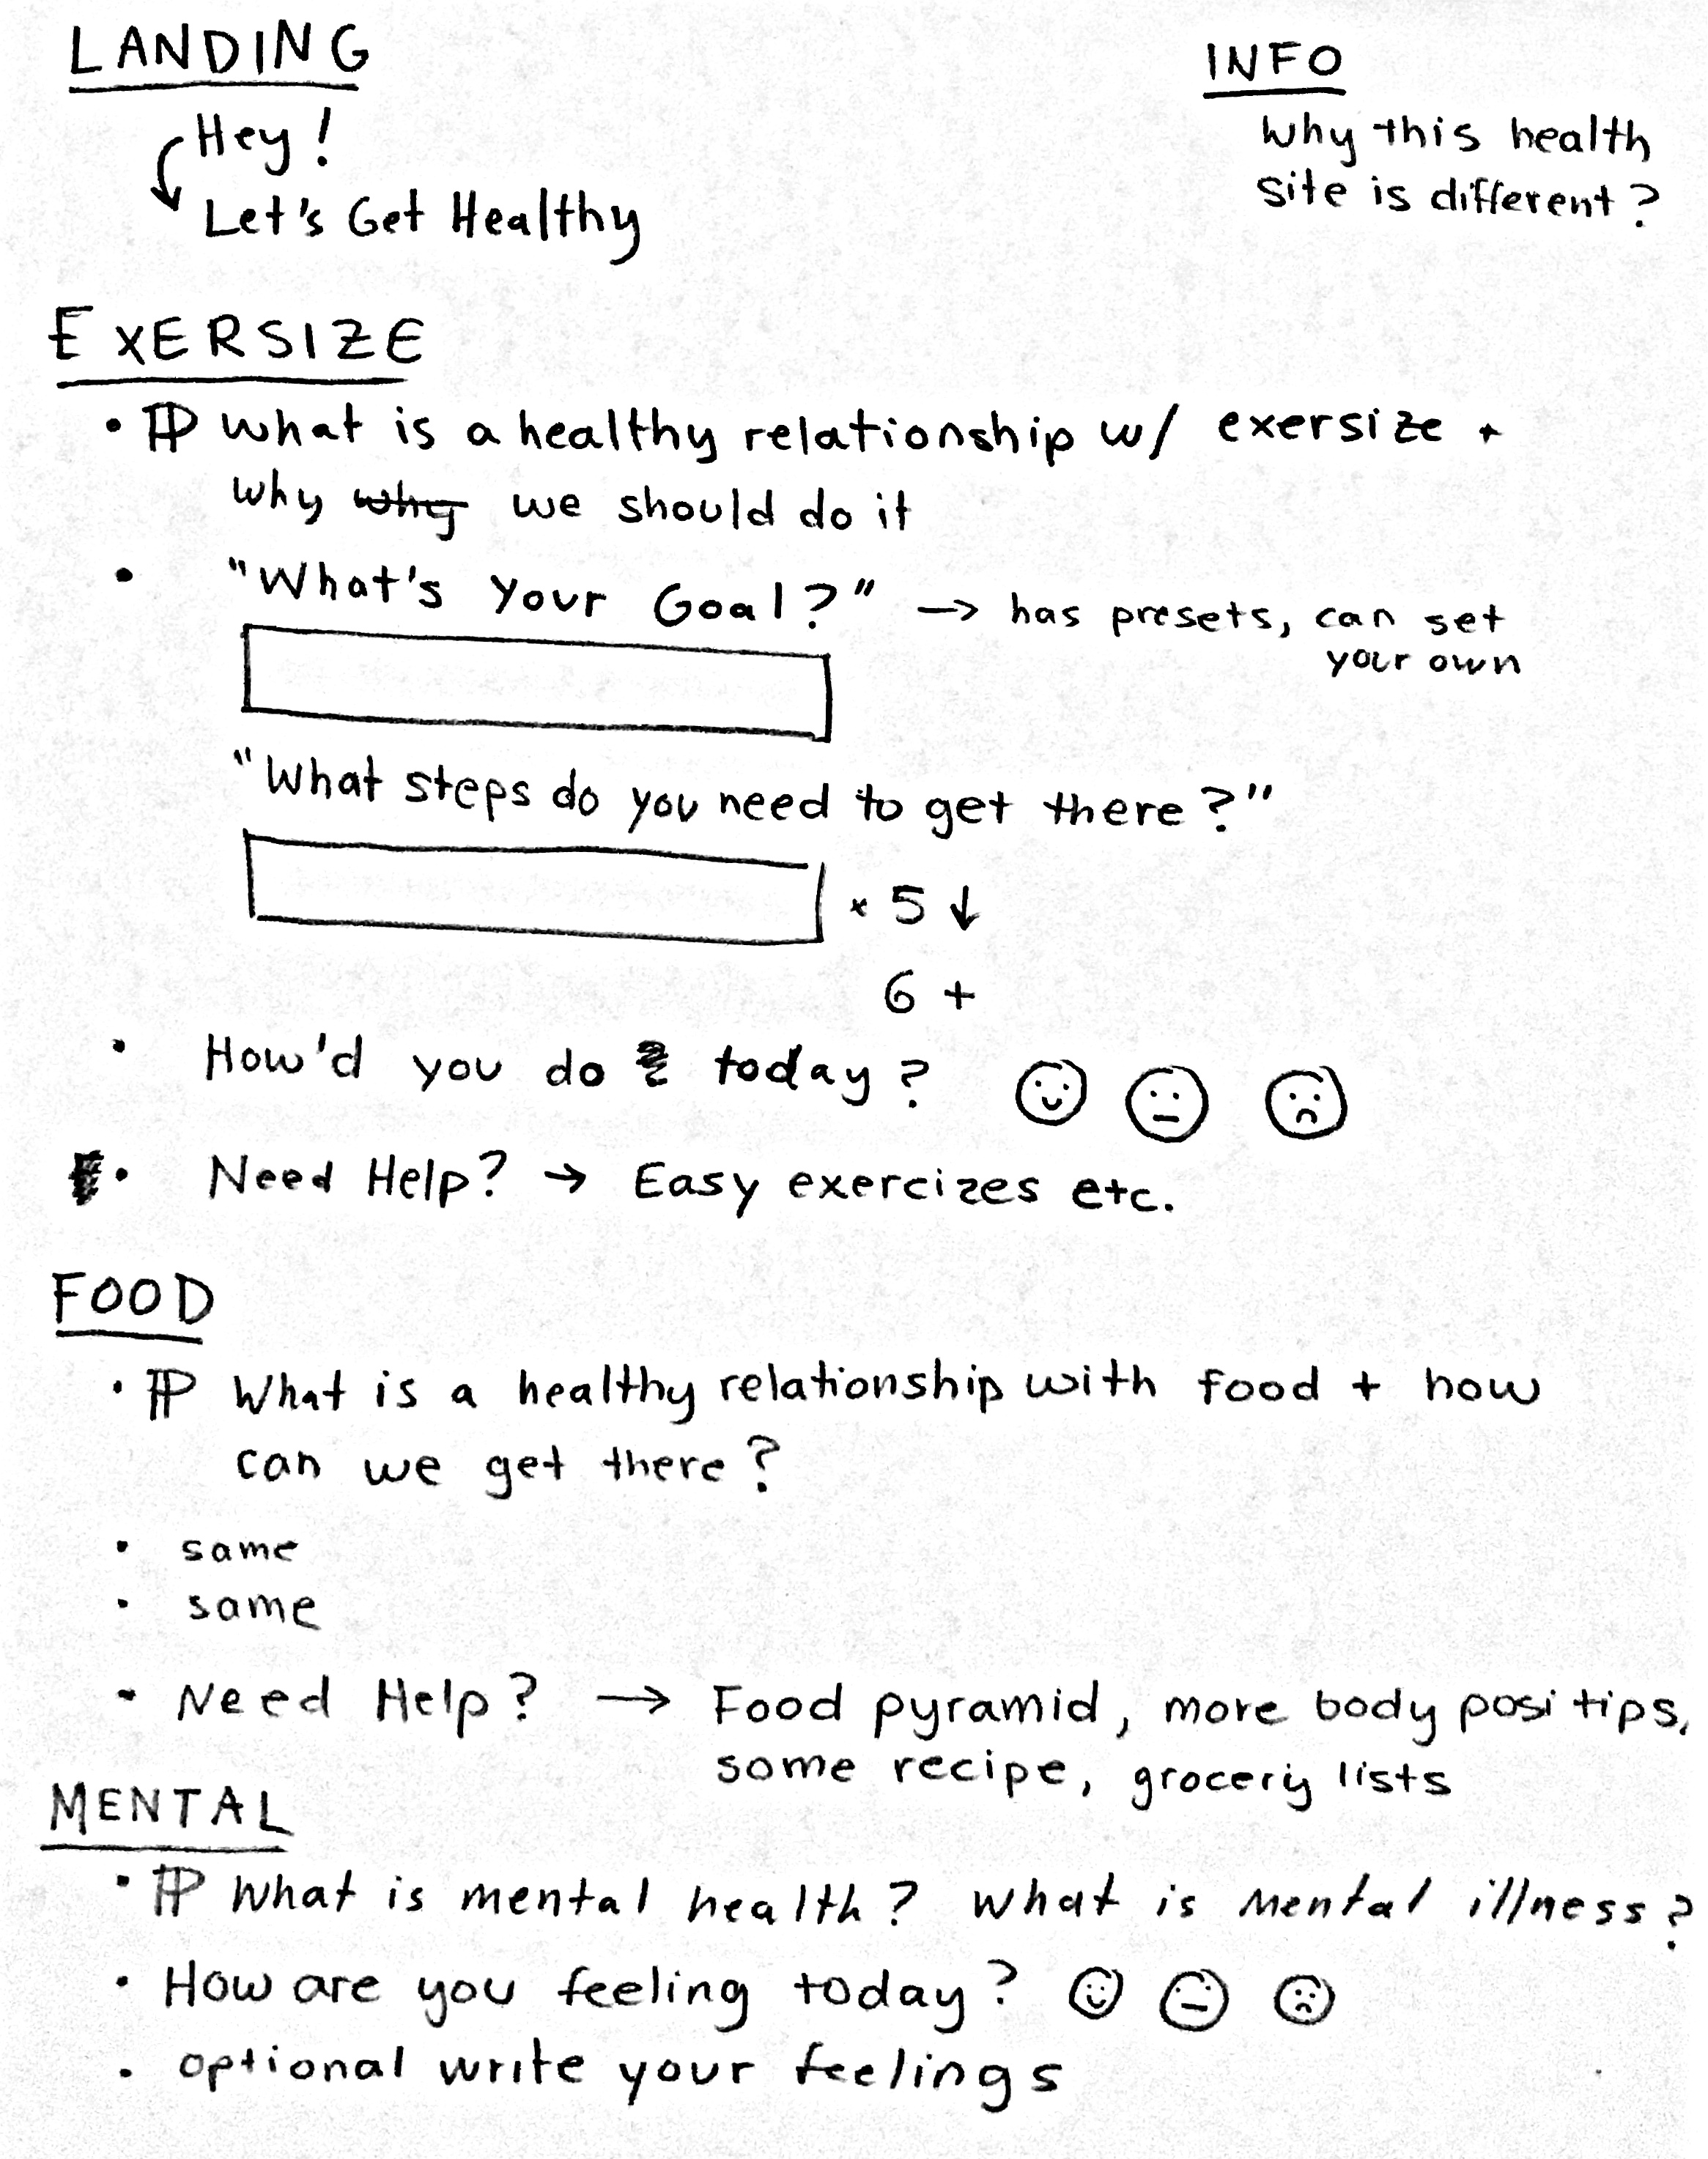 LANDING
Hey!
Let's Get Healthy
INFO
Why this health
site is different?
EXERSIZE
• ¶ What is a healthy relationship w/ exersize +
why why we should do it
• "What's Your Goal?" → has presets, can set
your own
"What steps do you need to get there?"
× 5 ↓
6 +
• How'd you do today?
• Need Help? → Easy exercizes etc.
FOOD
• ¶ What is a healthy relationship with food + how
can we get there?
• same
• same
• Need Help? → Food pyramid, more body posi tips,
some recipe, grocery lists
MENTAL
• ¶ What is mental health? What is mental illness?
• How are you feeling today?
• optional write your feelings